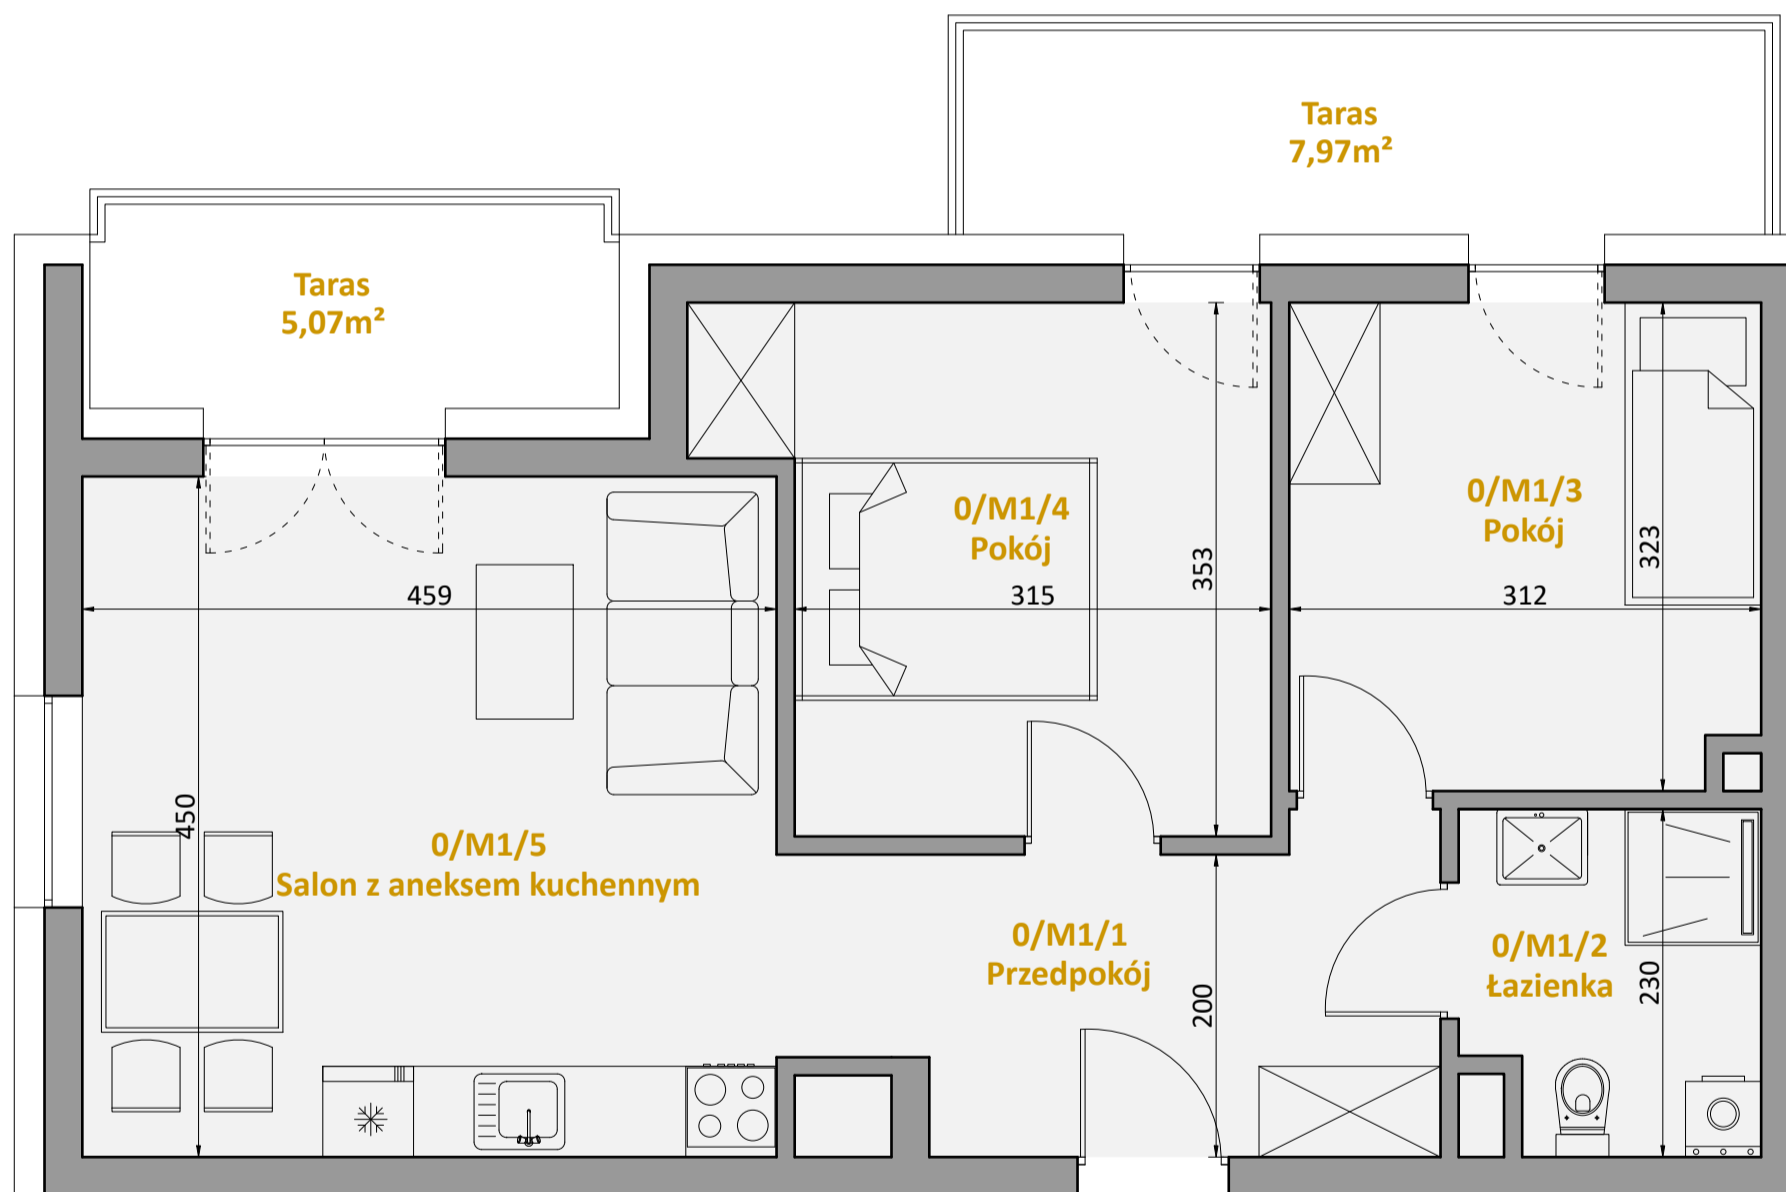 Taras
7,97m²
Taras
5,07m²
0/M1/4
Pokój
0/M1/3
Pokój
353
323
459
315
312
450
0/M1/5
Salon z aneksem kuchennym
0/M1/1
Przedpokój
0/M1/2
Łazienka
200
230